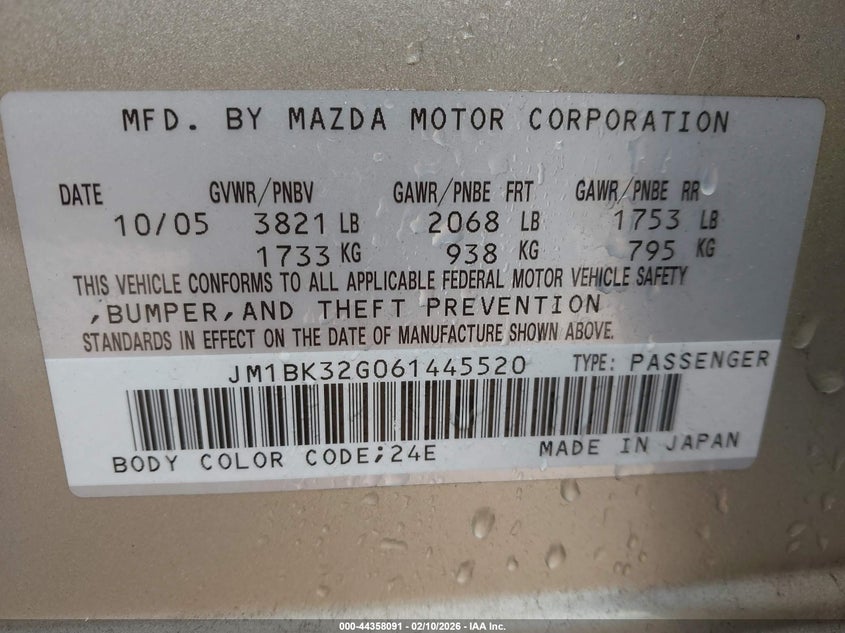 MFD. BY MAZDA MOTOR CORPORATION
DATE GVWR/PNBV GAWR/PNBE FRT GAWR/PNBE RR
10/05 3821 LB 2068 LB 1753 LB
1733 KG 938 KG 795 KG
THIS VEHICLE CONFORMS TO ALL APPLICABLE FEDERAL MOTOR VEHICLE SAFETY
,BUMPER,AND THEFT PREVENTION
STANDARDS IN EFFECT ON THE DATE OF MANUFACTURE SHOWN ABOVE.
JM1BK32G061445520 TYPE: PASSENGER
BODY COLOR CODE;24E MADE IN JAPAN
000-44358091 — 02/10/2026 — IAA Inc.